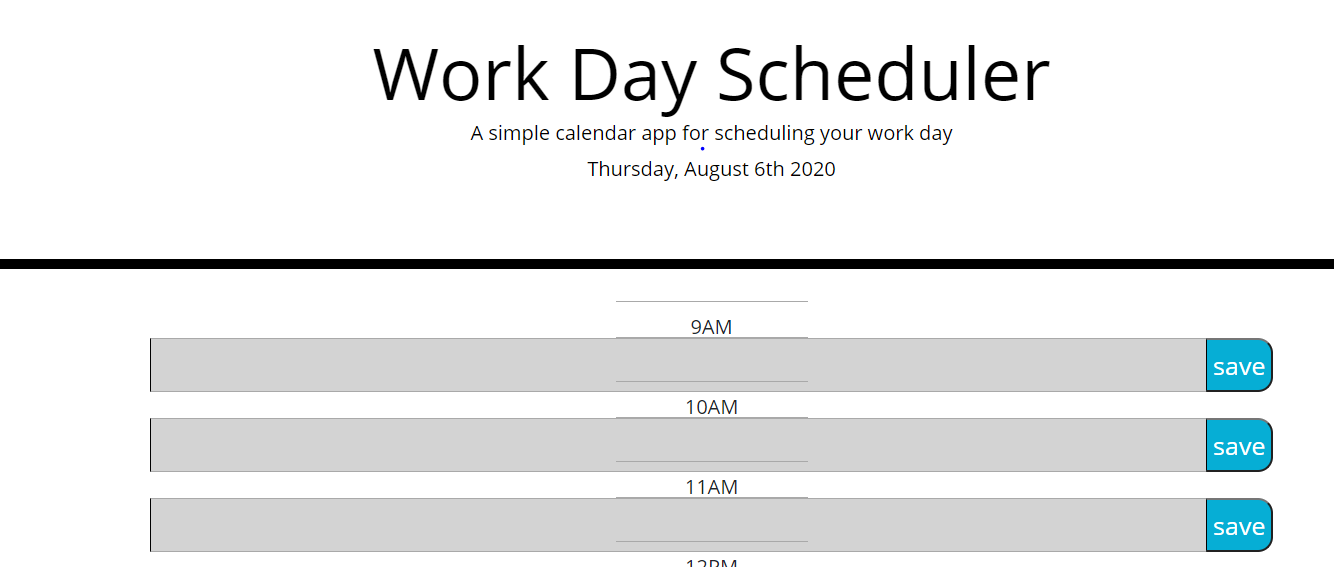 Work Day Scheduler
A simple calendar app for scheduling your work day
Thursday, August 6th 2020
9AM
save
10AM
save
11AM
save
12PM